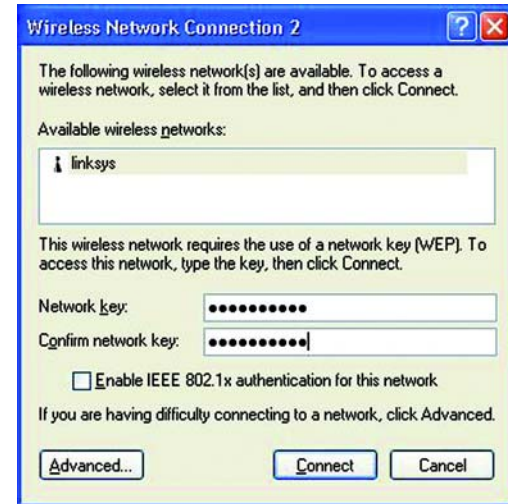 Wireless Network Connection 2
The following wireless network(s) are available. To access a
wireless network, select it from the list, and then click Connect.
Available wireless networks:
linksys
This wireless network requires the use of a network key (WEP). To
access this network, type the key, then click Connect.
Network key: ●●●●●●●●●●
Confirm network key: ●●●●●●●●●●
Enable IEEE 802.1x authentication for this network
If you are having difficulty connecting to a network, click Advanced.
Advanced... Connect Cancel